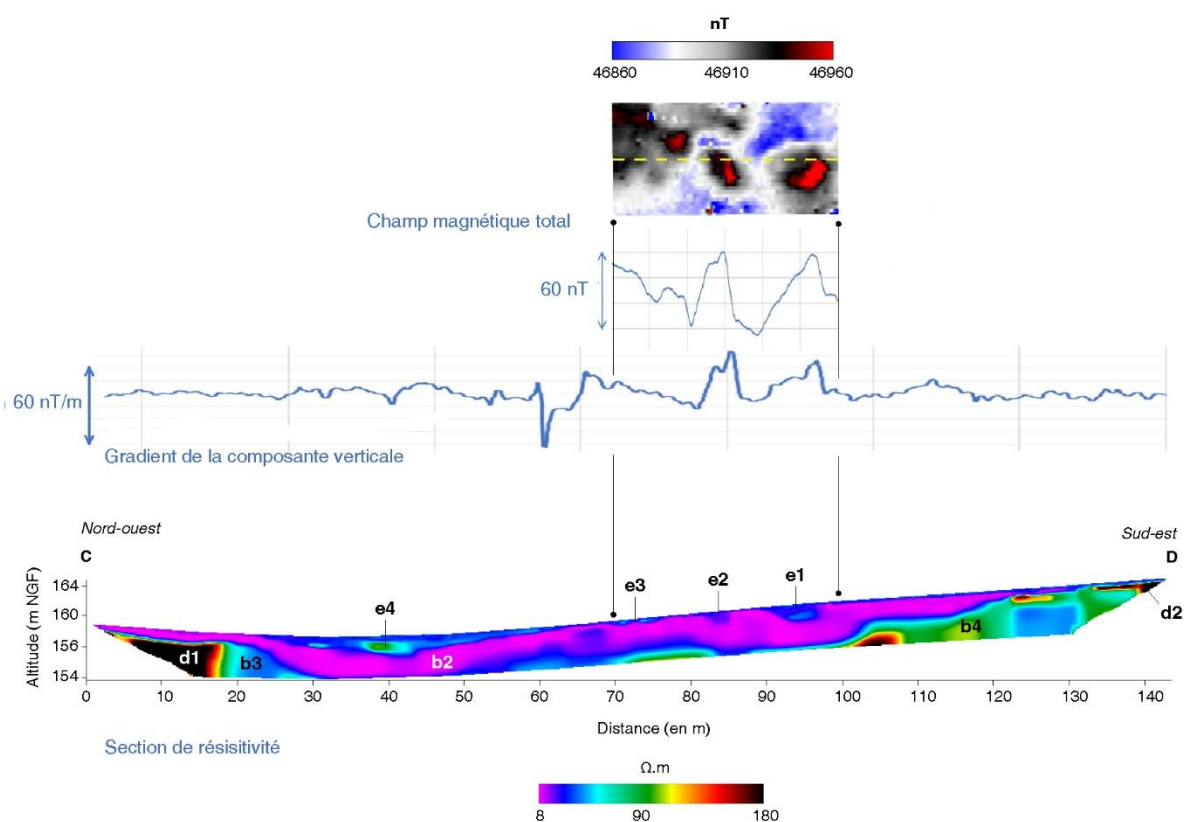 nT
46860 46910 46960
Champ magnétique total
60 nT
60 nT/m
Gradient de la composante verticale
Nord-ouest
Sud-est
C
D
Altitude (m NGF)
164
160
156
154
e4
e3
e2
e1
d1
b3
b2
b4
d2
0 10 20 30 40 50 60 70 80 90 100 110 120 130 140
Distance (en m)
Section de résisitivité
Ω.m
8 90 180